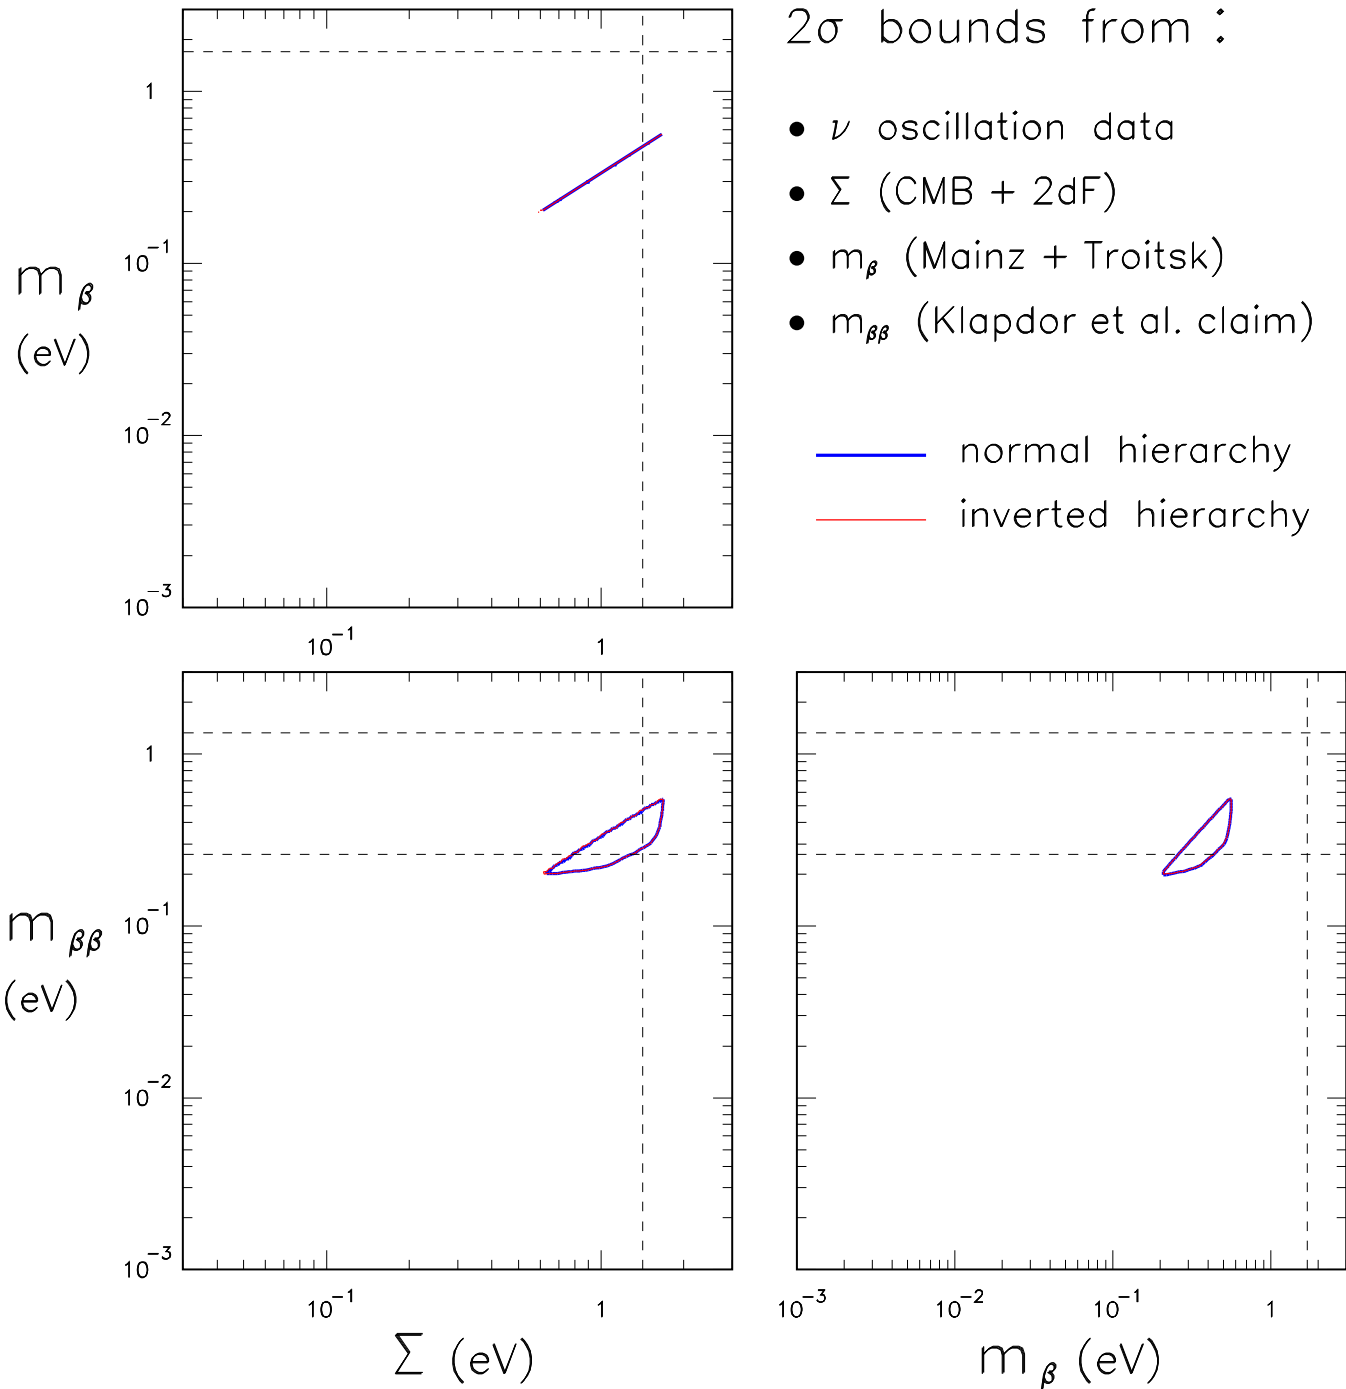 2σ bounds from :
• ν oscillation data
• Σ (CMB + 2dF)
• m_β (Mainz + Troitsk)
• m_ββ (Klapdor et al. claim)
normal hierarchy
inverted hierarchy
m_β
(eV)
1
10^-1
10^-2
10^-3
10^-1 1
m_ββ
(eV)
1
10^-1
10^-2
10^-3
10^-1 1
Σ (eV)
10^-3 10^-2 10^-1 1
m_β (eV)